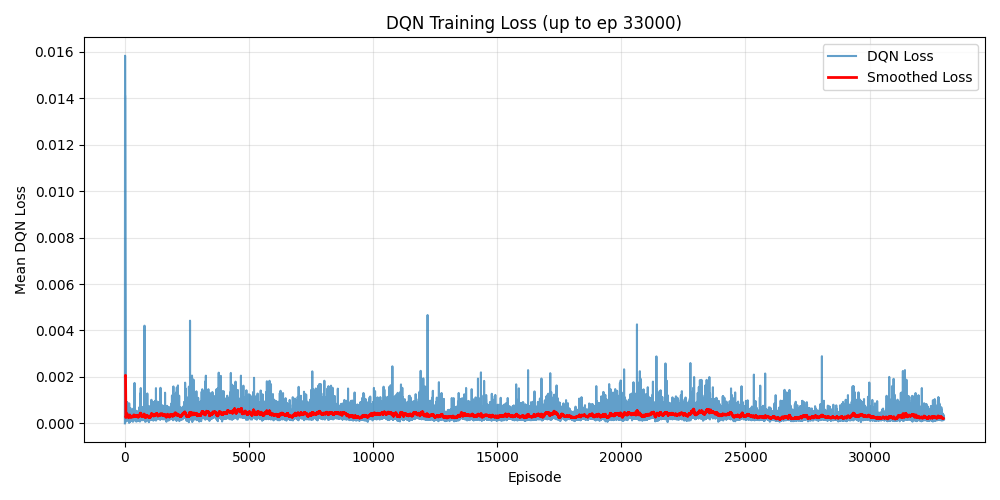 DQN Training Loss (up to ep 33000)
DQN Loss
Smoothed Loss
Mean DQN Loss
0.016
0.014
0.012
0.010
0.008
0.006
0.004
0.002
0.000
0 5000 10000 15000 20000 25000 30000
Episode